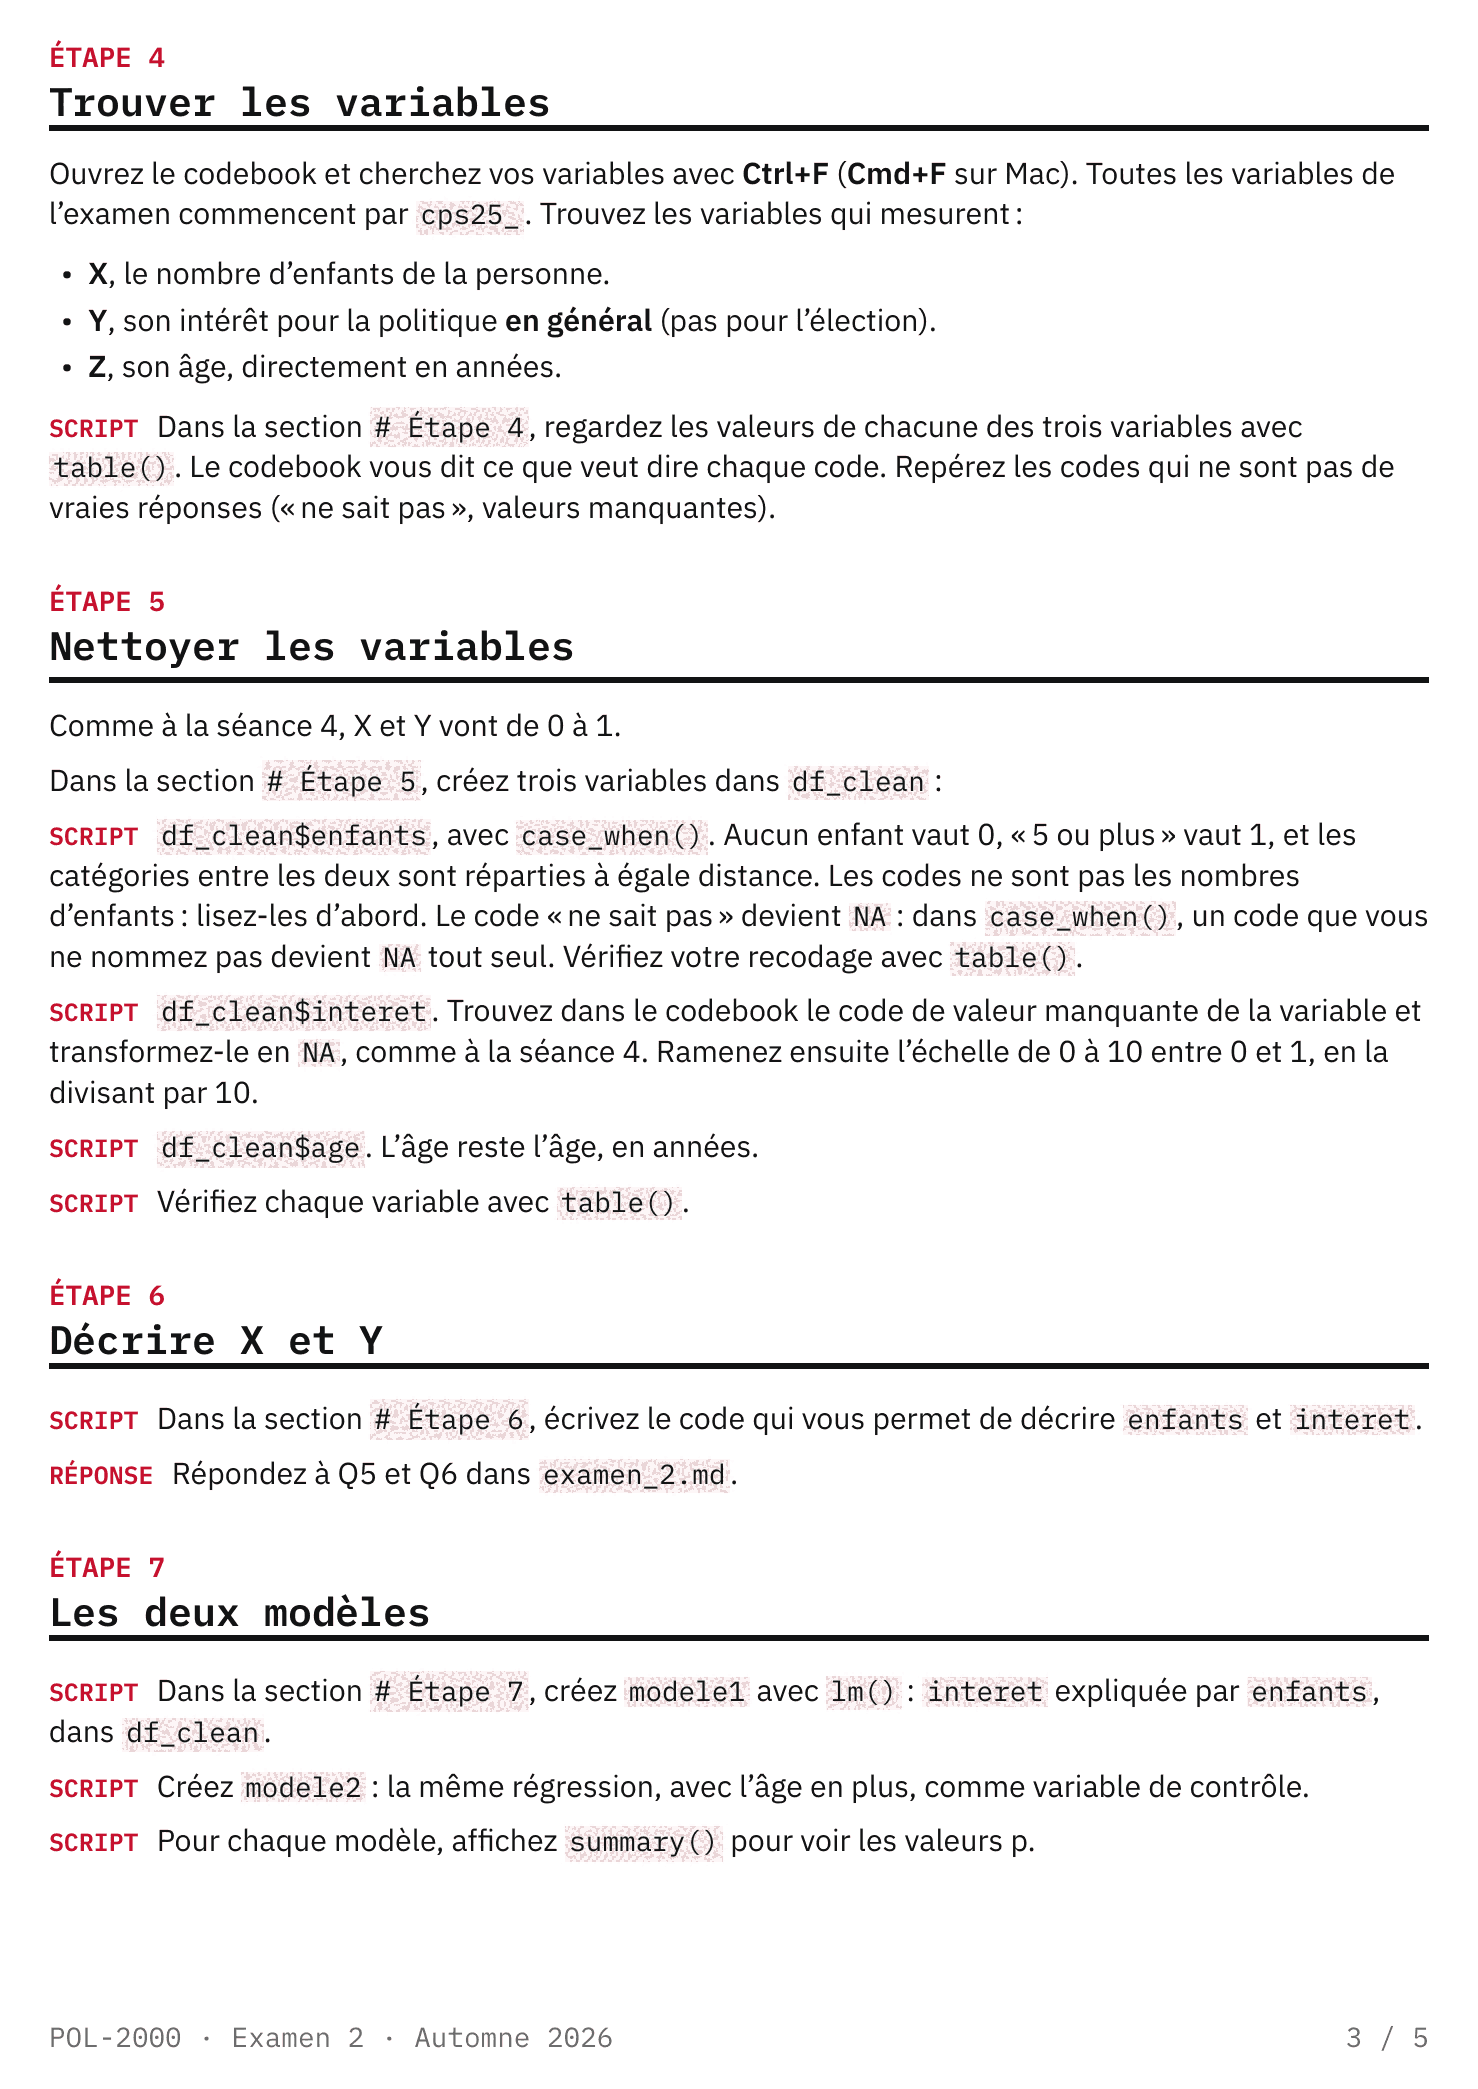 ÉTAPE 4
Trouver les variables
Ouvrez le codebook et cherchez vos variables avec Ctrl+F (Cmd+F sur Mac). Toutes les variables de
l’examen commencent par cps25_. Trouvez les variables qui mesurent :
• X, le nombre d’enfants de la personne.
• Y, son intérêt pour la politique en général (pas pour l’élection).
• Z, son âge, directement en années.
SCRIPT Dans la section # Étape 4, regardez les valeurs de chacune des trois variables avec
table(). Le codebook vous dit ce que veut dire chaque code. Repérez les codes qui ne sont pas de
vraies réponses (« ne sait pas », valeurs manquantes).
ÉTAPE 5
Nettoyer les variables
Comme à la séance 4, X et Y vont de 0 à 1.
Dans la section # Étape 5, créez trois variables dans df_clean :
SCRIPT df_clean$enfants, avec case_when(). Aucun enfant vaut 0, « 5 ou plus » vaut 1, et les
catégories entre les deux sont réparties à égale distance. Les codes ne sont pas les nombres
d’enfants : lisez-les d’abord. Le code « ne sait pas » devient NA : dans case_when(), un code que vous
ne nommez pas devient NA tout seul. Vérifiez votre recodage avec table().
SCRIPT df_clean$interet. Trouvez dans le codebook le code de valeur manquante de la variable et
transformez-le en NA, comme à la séance 4. Ramenez ensuite l’échelle de 0 à 10 entre 0 et 1, en la
divisant par 10.
SCRIPT df_clean$age. L’âge reste l’âge, en années.
SCRIPT Vérifiez chaque variable avec table().
ÉTAPE 6
Décrire X et Y
SCRIPT Dans la section # Étape 6, écrivez le code qui vous permet de décrire enfants et interet.
RÉPONSE Répondez à Q5 et Q6 dans examen_2.md.
ÉTAPE 7
Les deux modèles
SCRIPT Dans la section # Étape 7, créez modele1 avec lm() : interet expliquée par enfants,
dans df_clean.
SCRIPT Créez modele2 : la même régression, avec l’âge en plus, comme variable de contrôle.
SCRIPT Pour chaque modèle, affichez summary() pour voir les valeurs p.
POL-2000 · Examen 2 · Automne 2026
3 / 5